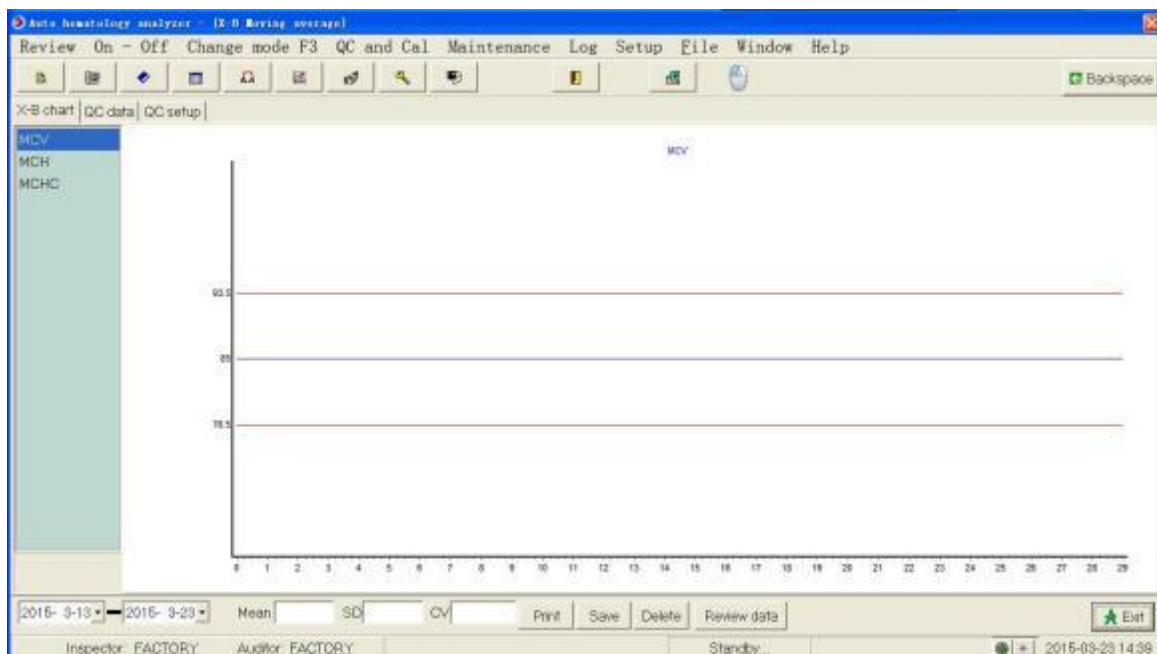 Auto hematology analyzer - [X-B Moving average]
Review On - Off Change mode F3 QC and Cal Maintenance Log Setup File Window Help
Backspace
X-B chart QC data QC setup
MCV
MCH
MCHC
MCV
93.5
85
76.5
0 1 2 3 4 5 6 7 8 9 10 11 12 13 14 15 16 17 18 19 20 21 22 23 24 25 26 27 28 29
2015- 3-13 2015- 3-23 Mean SD CV Print Save Delete Review data Exit
Inspector: FACTORY Auditor: FACTORY Standby... 2015-03-23 14:39